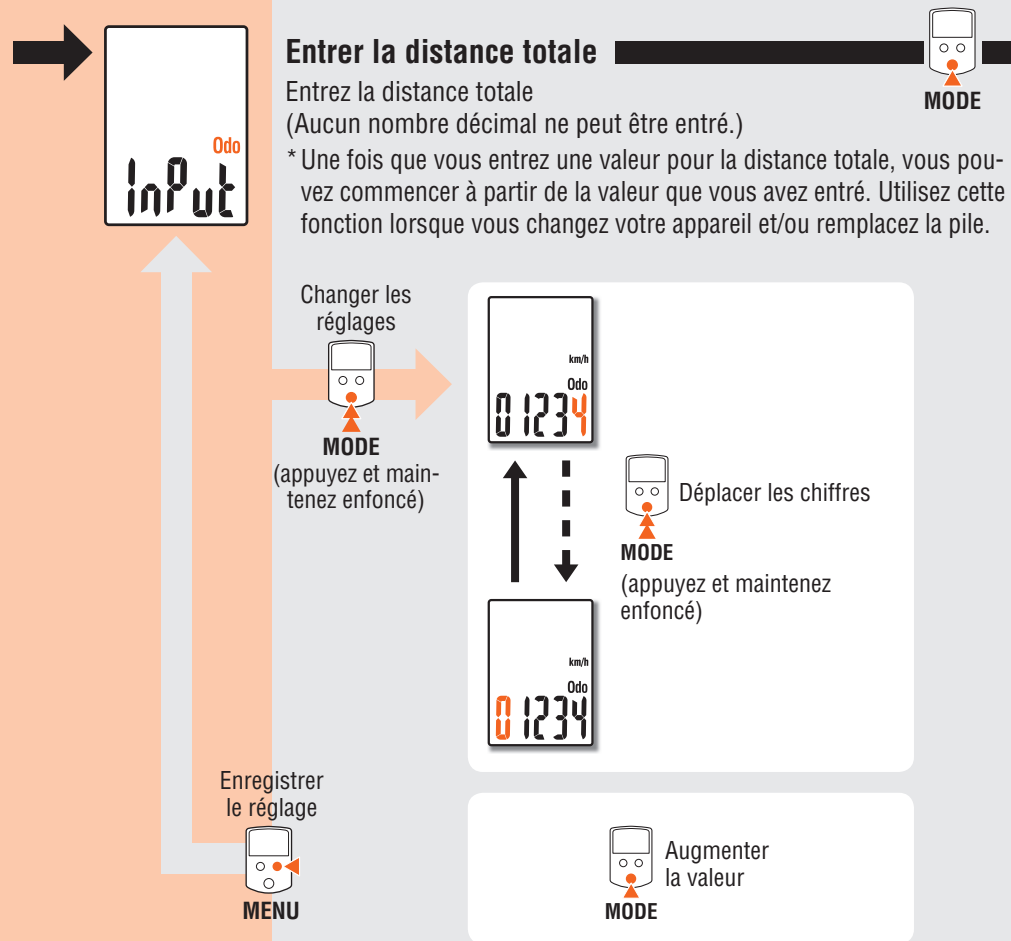 Entrer la distance totale
MODE
Entrez la distance totale
(Aucun nombre décimal ne peut être entré.)
* Une fois que vous entrez une valeur pour la distance totale, vous pou-
vez commencer à partir de la valeur que vous avez entré. Utilisez cette
fonction lorsque vous changez votre appareil et/ou remplacez la pile.
Odo
InPut
Changer les
réglages
MODE
(appuyez et main-
tenez enfoncé)
km/h
Odo
01234
Déplacer les chiffres
MODE
(appuyez et maintenez
enfoncé)
km/h
Odo
01234
Enregistrer
le réglage
MENU
Augmenter
la valeur
MODE